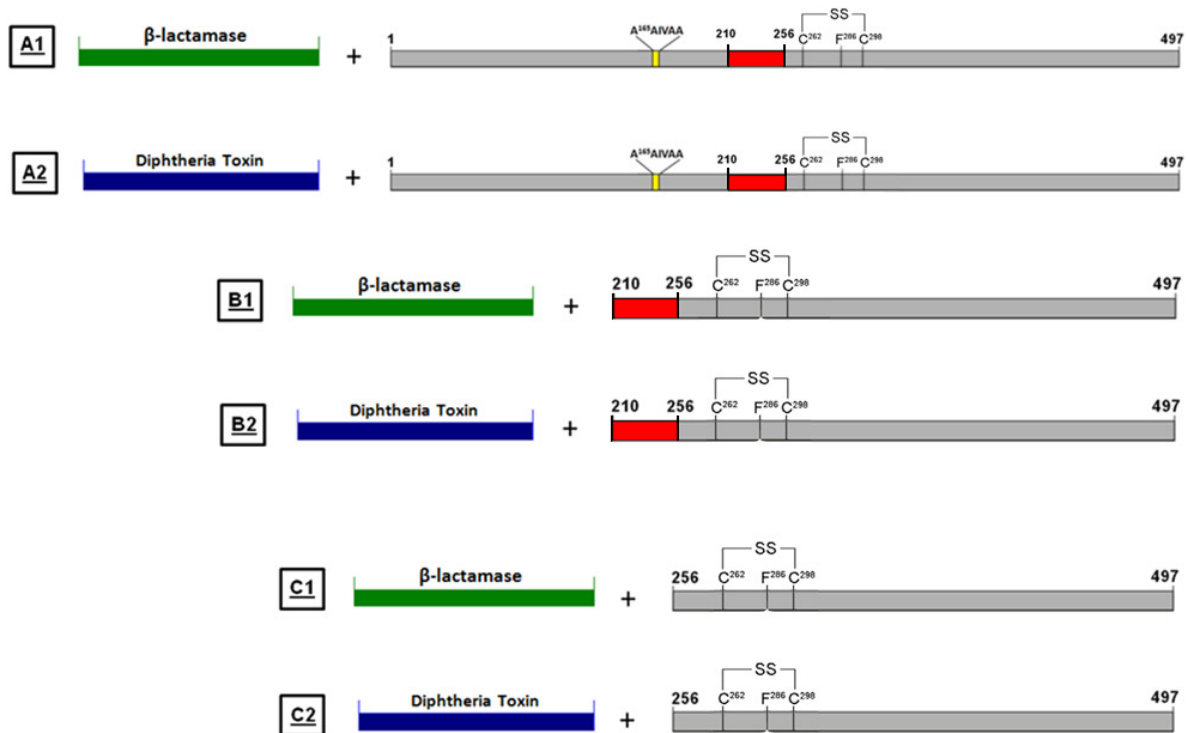 SS
A1 β-lactamase + 1 A¹⁶⁵AIVAA 210 256 C²⁶² F²⁸⁶ C²⁹⁸ 497
SS
A2 Diphtheria Toxin + 1 A¹⁶⁵AIVAA 210 256 C²⁶² F²⁸⁶ C²⁹⁸ 497
SS
B1 β-lactamase + 210 256 C²⁶² F²⁸⁶ C²⁹⁸ 497
SS
B2 Diphtheria Toxin + 210 256 C²⁶² F²⁸⁶ C²⁹⁸ 497
SS
C1 β-lactamase + 256 C²⁶² F²⁸⁶ C²⁹⁸ 497
SS
C2 Diphtheria Toxin + 256 C²⁶² F²⁸⁶ C²⁹⁸ 497